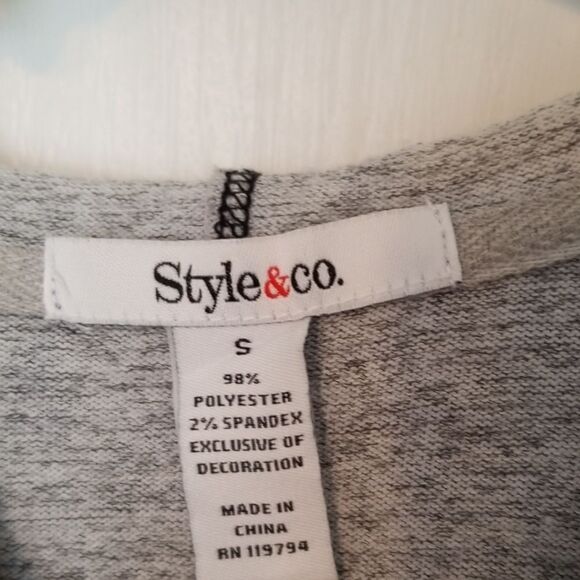 Style&co.
S
98%
POLYESTER
2% SPANDEX
EXCLUSIVE OF
DECORATION
MADE IN
CHINA
RN 119794